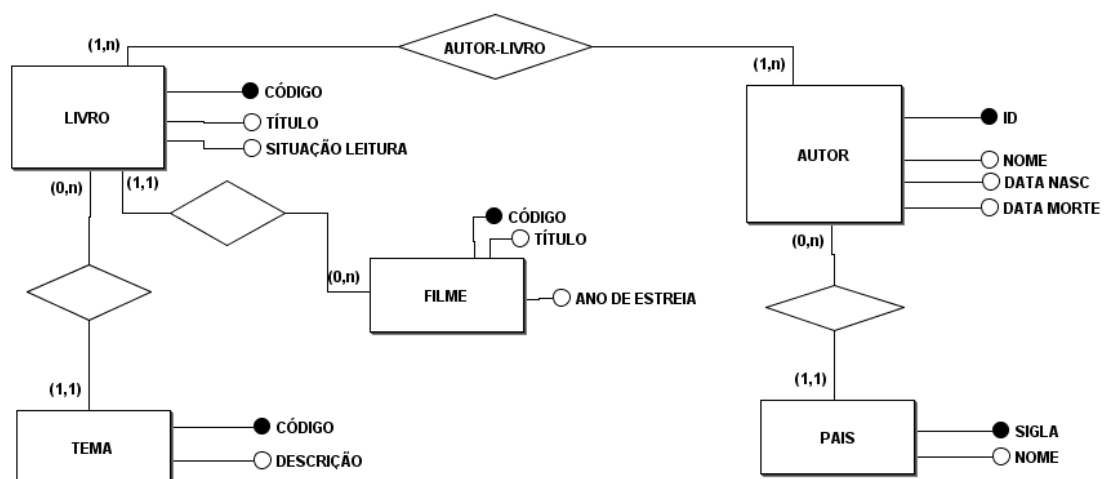 (1,n)
AUTOR-LIVRO
(1,n)
LIVRO
CÓDIGO
TÍTULO
SITUAÇÃO LEITURA
AUTOR
ID
NOME
DATA NASC
DATA MORTE
(0,n)
(1,1)
(0,n)
CÓDIGO
TÍTULO
(0,n)
FILME
ANO DE ESTREIA
(1,1)
(1,1)
TEMA
CÓDIGO
DESCRIÇÃO
PAIS
SIGLA
NOME